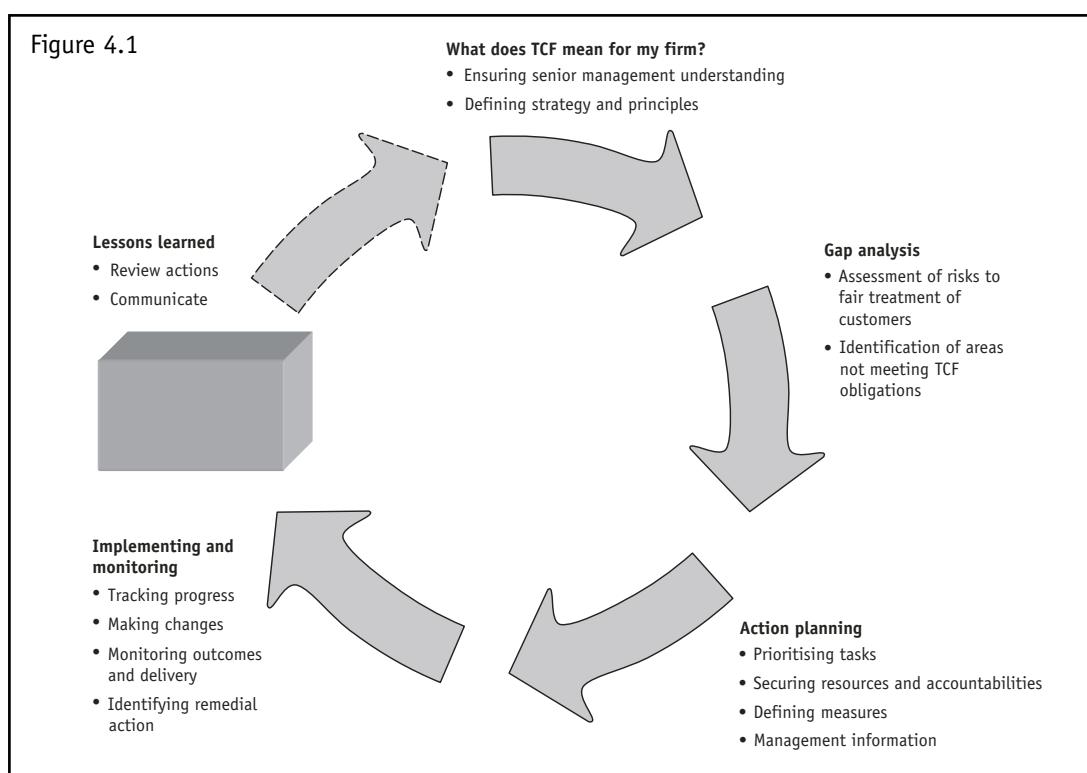 Figure 4.1
What does TCF mean for my firm?
• Ensuring senior management understanding
• Defining strategy and principles
Gap analysis
• Assessment of risks to
fair treatment of
customers
• Identification of areas
not meeting TCF
obligations
Action planning
• Prioritising tasks
• Securing resources and accountabilities
• Defining measures
• Management information
Implementing and
monitoring
• Tracking progress
• Making changes
• Monitoring outcomes
and delivery
• Identifying remedial
action
Lessons learned
• Review actions
• Communicate